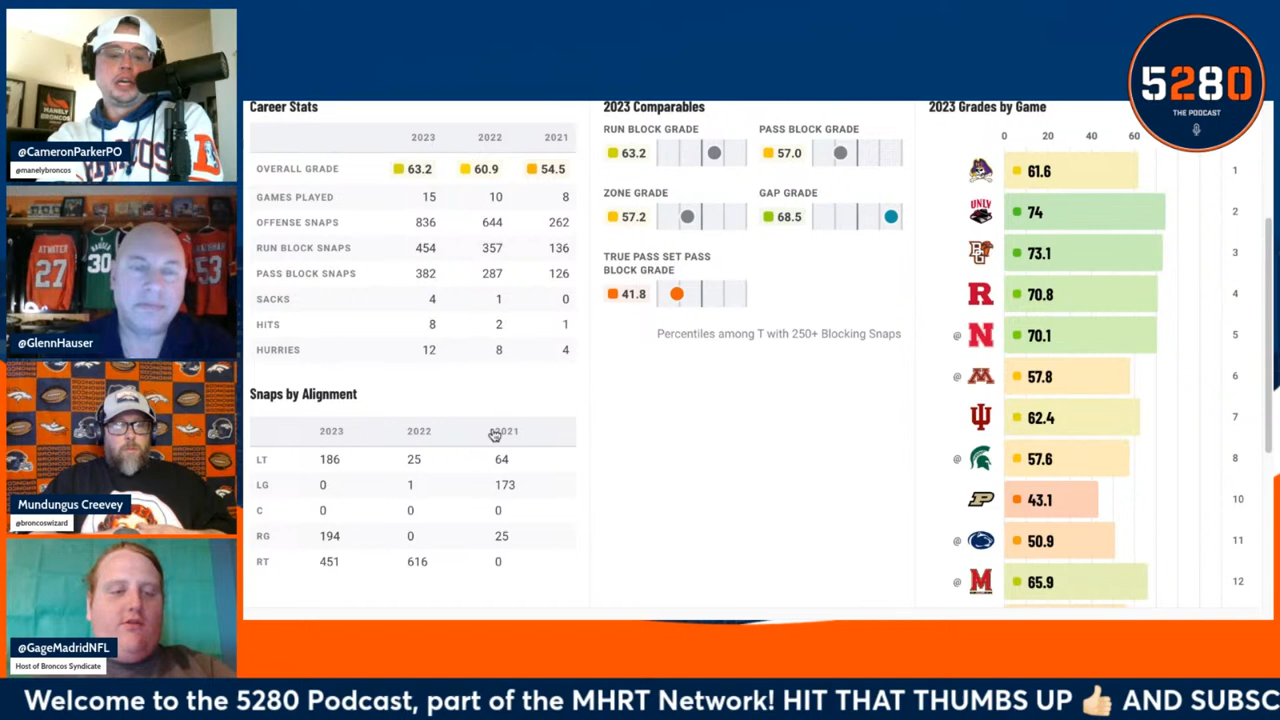 @CameronParkerPO
@manelybroncos
MANELY
BRONCOS
ATWATER
27
30
53
@GlennHauser
Mundungus Creevey
@broncoswizard
@GageMadridNFL
Host of Broncos Syndicate
5280
THE PODCAST
Career Stats
2023 2022 2021
OVERALL GRADE 63.2 60.9 54.5
GAMES PLAYED 15 10 8
OFFENSE SNAPS 836 644 262
RUN BLOCK SNAPS 454 357 136
PASS BLOCK SNAPS 382 287 126
SACKS 4 1 0
HITS 8 2 1
HURRIES 12 8 4
Snaps by Alignment
2023 2022 2021
LT 186 25 64
LG 0 1 173
C 0 0 0
RG 194 0 25
RT 451 616 0
2023 Comparables
RUN BLOCK GRADE PASS BLOCK GRADE
63.2 57.0
ZONE GRADE GAP GRADE
57.2 68.5
TRUE PASS SET PASS
BLOCK GRADE
41.8
Percentiles among T with 250+ Blocking Snaps
2023 Grades by Game
0 20 40 60
61.6 1
UNLV 74 2
73.1 3
R 70.8 4
@ N 70.1 5
@ M 57.8 6
62.4 7
@ 57.6 8
P 43.1 10
@ 50.9 11
@ M 65.9 12
Welcome to the 5280 Podcast, part of the MHRT Network! HIT THAT THUMBS UP 👍🏻 AND SUBSC